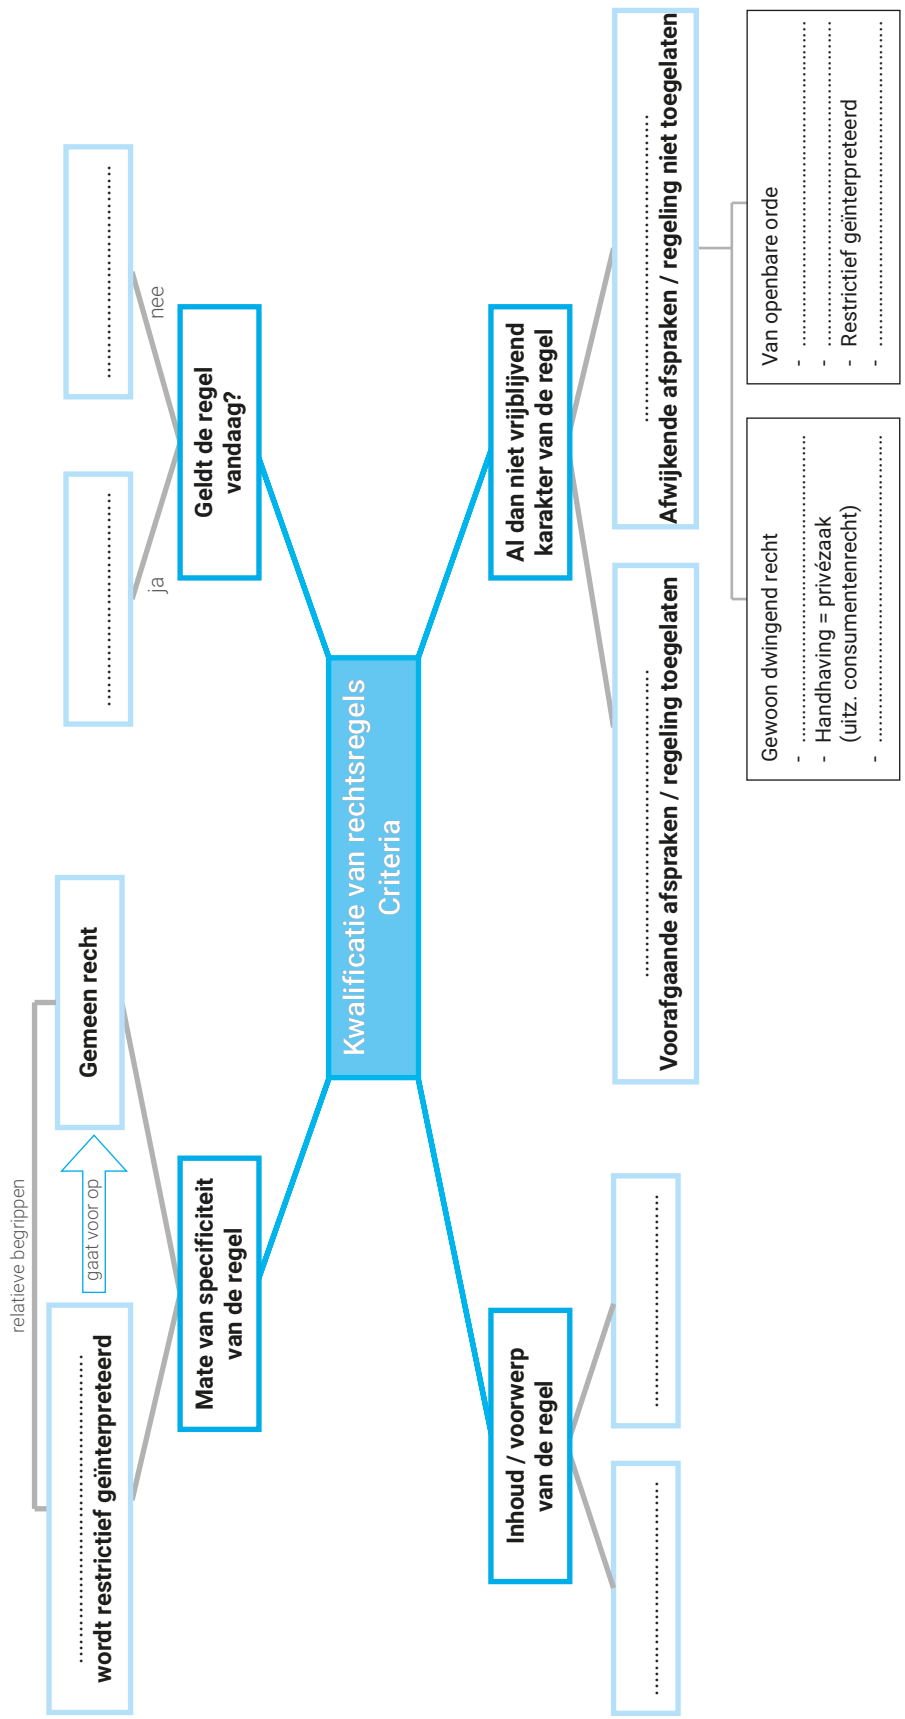 relatieve begrippen
........................................
wordt restrictief geïnterpreteerd
gaat voor op
Gemeen recht
Mate van specificiteit
van de regel
........................................
........................................
ja
nee
Geldt de regel
vandaag?
Kwalificatie van rechtsregels
Criteria
Inhoud / voorwerp
van de regel
........................................
........................................
Al dan niet vrijblijvend
karakter van de regel
........................................
Voorafgaande afspraken / regeling toegelaten
........................................
Afwijkende afspraken / regeling niet toegelaten
Gewoon dwingend recht
- ........................................
- Handhaving = privézaak
(uitz. consumentenrecht)
- ........................................
Van openbare orde
- ........................................
- ........................................
- Restrictief geïnterpreteerd
- ........................................